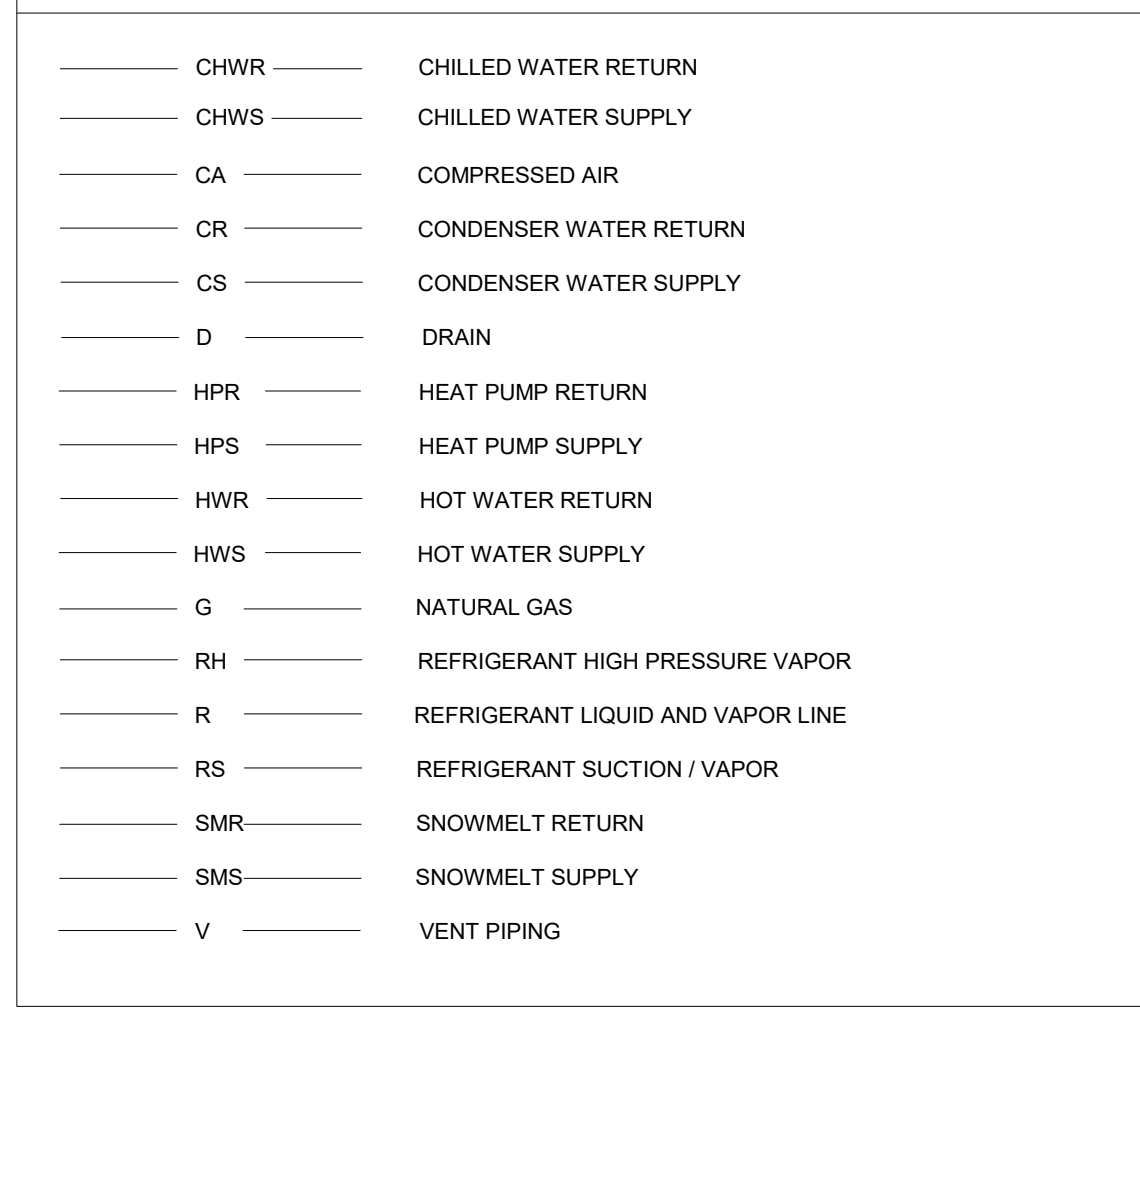 CHWR CHILLED WATER RETURN
CHWS CHILLED WATER SUPPLY
CA COMPRESSED AIR
CR CONDENSER WATER RETURN
CS CONDENSER WATER SUPPLY
D DRAIN
HPR HEAT PUMP RETURN
HPS HEAT PUMP SUPPLY
HWR HOT WATER RETURN
HWS HOT WATER SUPPLY
G NATURAL GAS
RH REFRIGERANT HIGH PRESSURE VAPOR
R REFRIGERANT LIQUID AND VAPOR LINE
RS REFRIGERANT SUCTION / VAPOR
SMR SNOWMELT RETURN
SMS SNOWMELT SUPPLY
V VENT PIPING